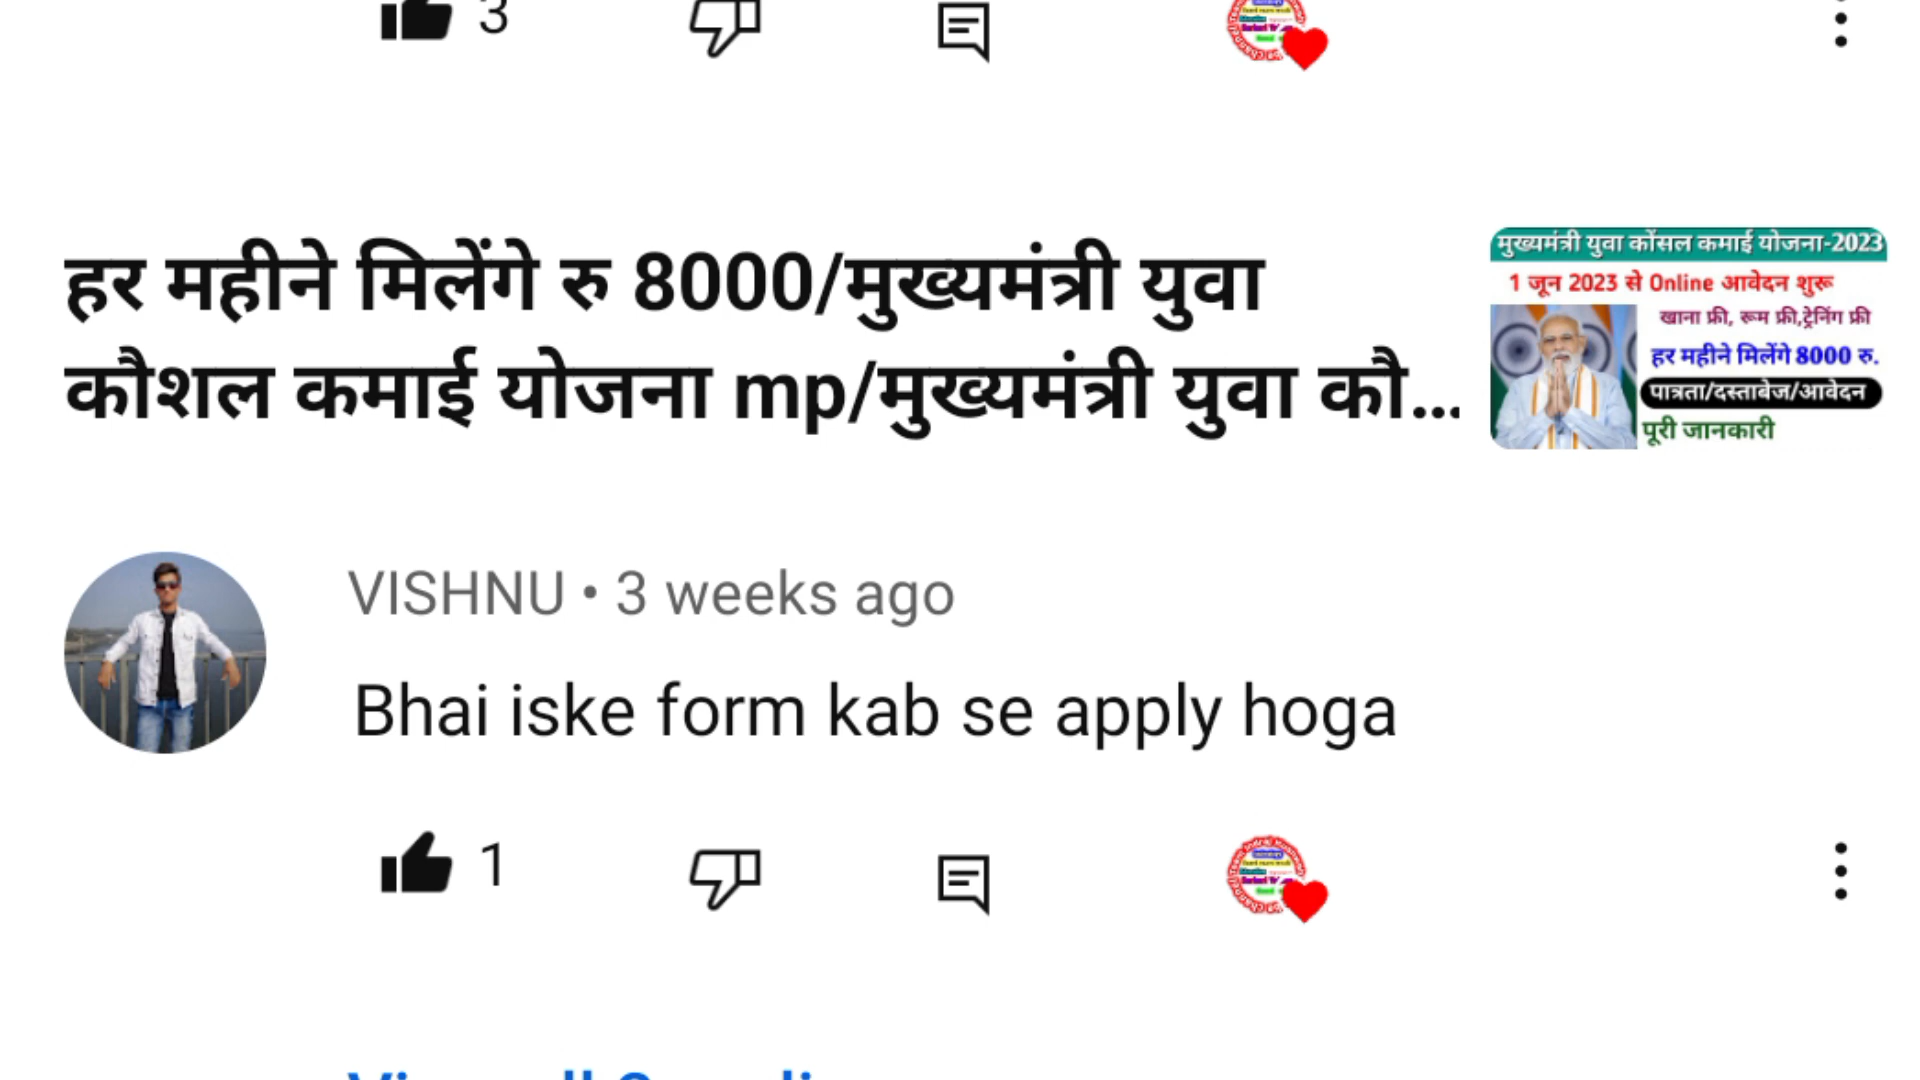 3
हर महीने मिलेंगे रु 8000/मुख्यमंत्री युवा
कौशल कमाई योजना mp/मुख्यमंत्री युवा कौ...
मुख्यमंत्री युवा कोंसल कमाई योजना-2023
1 जून 2023 से Online आवेदन शुरू
खाना फ्री, रूम फ्री,ट्रेनिंग फ्री
हर महीने मिलेंगे 8000 रु.
पात्रता/दस्ताबेज/आवेदन
पूरी जानकारी
VISHNU • 3 weeks ago
Bhai iske form kab se apply hoga
1